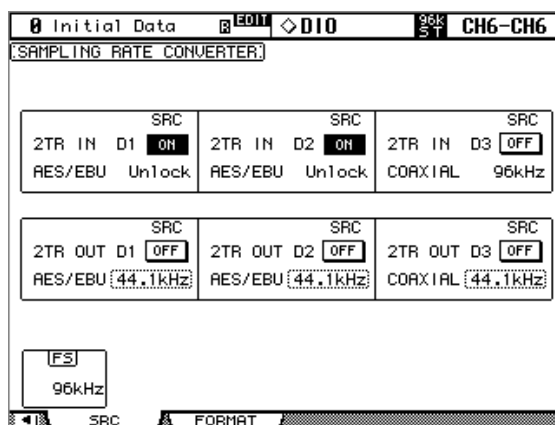 0 Initial Data R EDIT ◇DIO 96k ST CH6-CH6
SAMPLING RATE CONVERTER
SRC SRC SRC
2TR IN D1 ON 2TR IN D2 ON 2TR IN D3 OFF
AES/EBU Unlock AES/EBU Unlock COAXIAL 96kHz
SRC SRC SRC
2TR OUT D1 OFF 2TR OUT D2 OFF 2TR OUT D3 OFF
AES/EBU 44.1kHz AES/EBU 44.1kHz COAXIAL 44.1kHz
FS
96kHz
SRC FORMAT